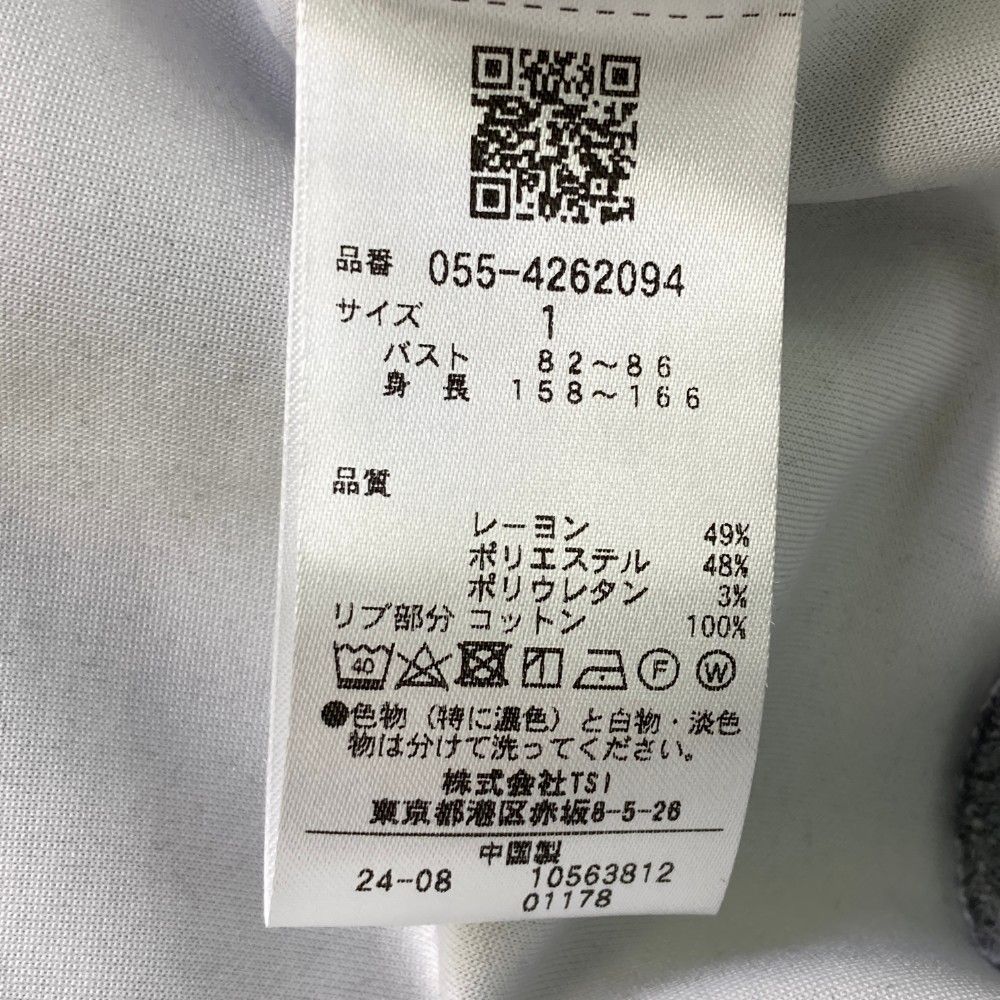 品番 055-4262094
サイズ 1
バスト 82～86
身長 158～166
品質
レーヨン 49%
ポリエステル 48%
ポリウレタン 3%
リブ部分 コットン 100%
40 F W
●色物（特に濃色）と白物・淡色
物は分けて洗ってください。
株式会社TSI
東京都港区赤坂8-5-26
中国製
24-08 10563812
01178